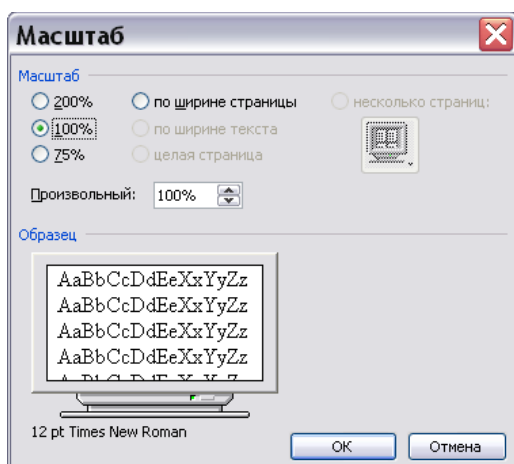 Масштаб
Масштаб
200% по ширине страницы несколько страниц:
100% по ширине текста
75% целая страница
Произвольный: 100%
Образец
AaBbCcDdEeXxYyZz
AaBbCcDdEeXxYyZz
AaBbCcDdEeXxYyZz
AaBbCcDdEeXxYyZz
12 pt Times New Roman
ОК Отмена